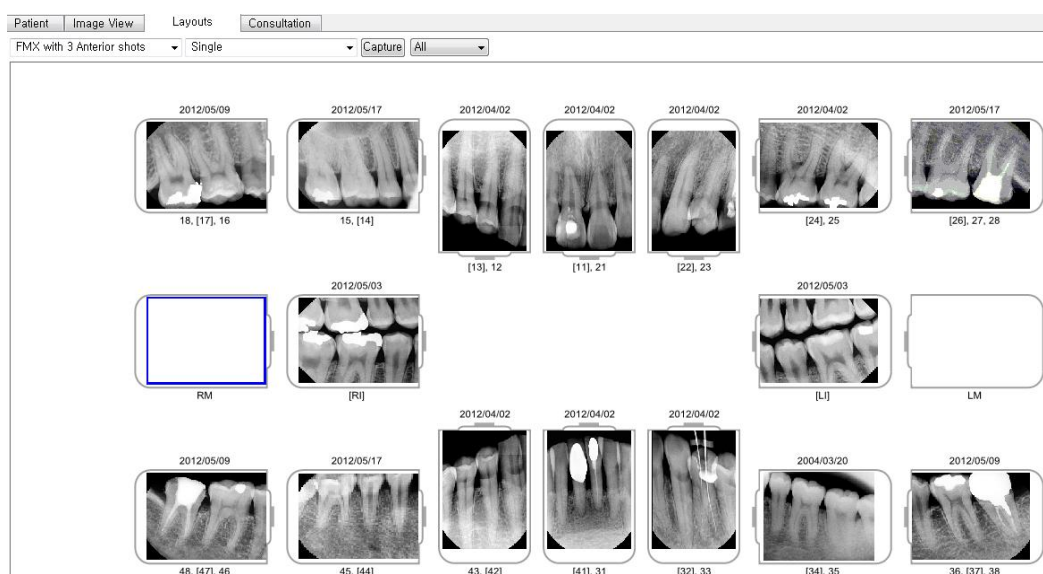 Patient Image View Layouts Consultation
FMX with 3 Anterior shots Single Capture All
2012/05/09 2012/05/17 2012/04/02 2012/04/02 2012/04/02 2012/04/02 2012/05/17
18, [17], 16 15, [14] [24], 25 [26], 27, 28
[13], 12 [11], 21 [22], 23
2012/05/03 2012/05/03
RM [RI] [LI] LM
2012/04/02 2012/04/02 2012/04/02
2012/05/09 2012/05/17 2004/03/20 2012/05/09
48, [47], 46 45, [44] 43, [42] [41], 31 [32], 33 [34], 35 36, [37], 38